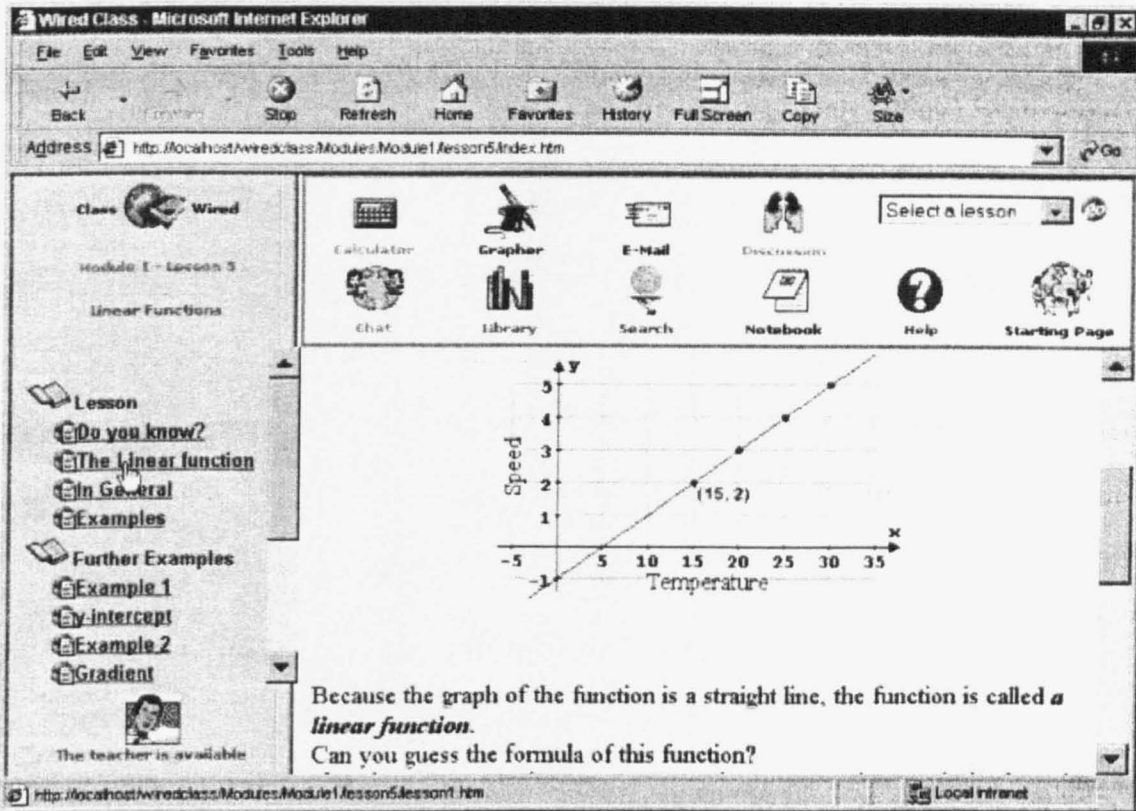 Wired Class - Microsoft Internet Explorer
File Edit View Favorites Tools Help
Back Stop Refresh Home Favorites History Full Screen Copy Size
Address http://localhost/wiredclass/Modules/Module1/lesson5/index.htm Go
Class Wired
Module 1 - Lesson 5
Linear Functions
Calculator Grapher E-Mail Discussion Select a lesson
Chat Library Search Notebook Help Starting Page
Lesson
Do you know?
The Linear function
In General
Examples
Further Examples
Example 1
y-intercept
Example 2
Gradient
The teacher is available
y
5
4
3
2
1
-1
Speed
(15, 2)
x
-5 5 10 15 20 25 30 35
Temperature
Because the graph of the function is a straight line, the function is called a
linear function.
Can you guess the formula of this function?
http://localhost/wiredclass/Modules/Module1/lesson5/lesson1.htm Local intranet